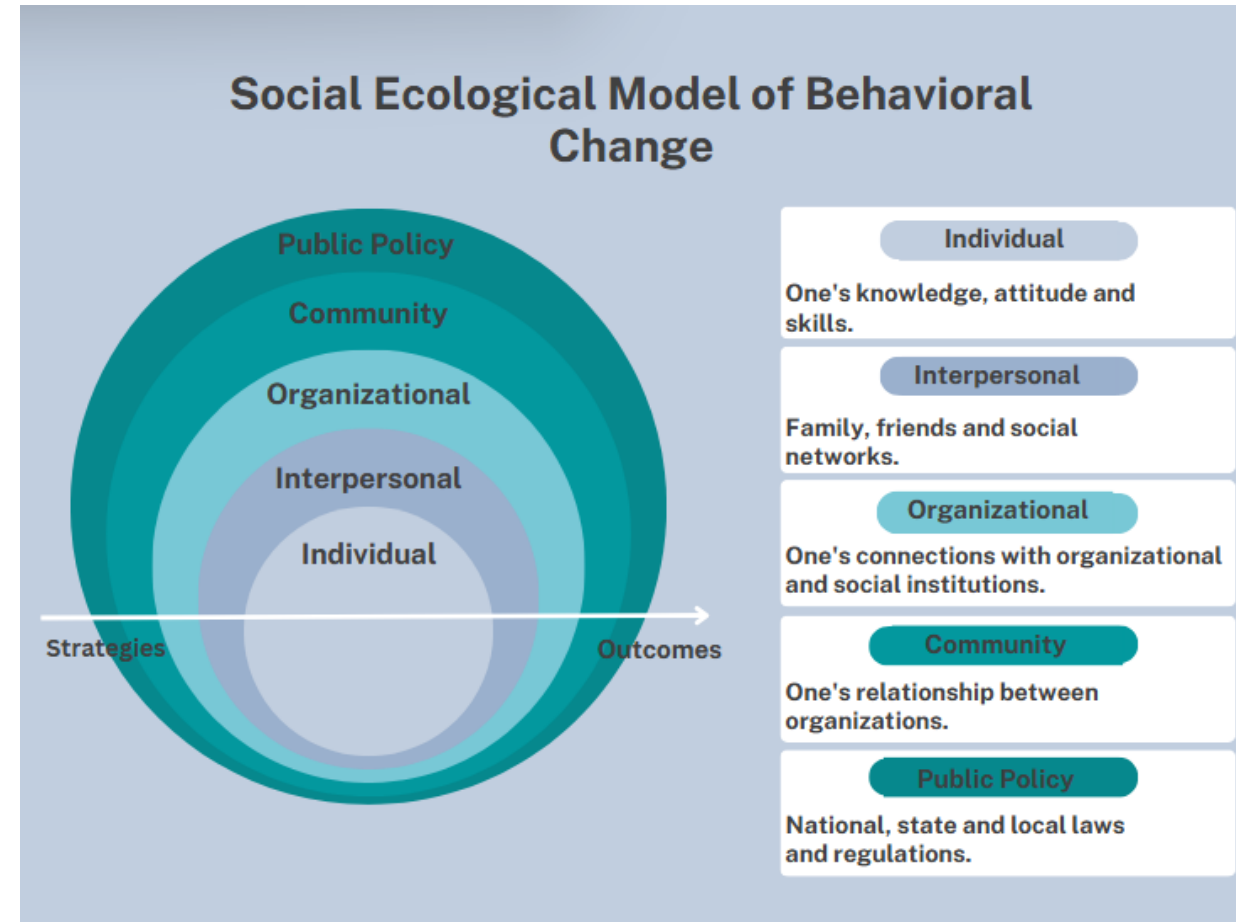 Social Ecological Model of Behavioral
Change
Public Policy
Community
Organizational
Interpersonal
Individual
Strategies
Outcomes
Individual
One's knowledge, attitude and
skills.
Interpersonal
Family, friends and social
networks.
Organizational
One's connections with organizational
and social institutions.
Community
One's relationship between
organizations.
Public Policy
National, state and local laws
and regulations.